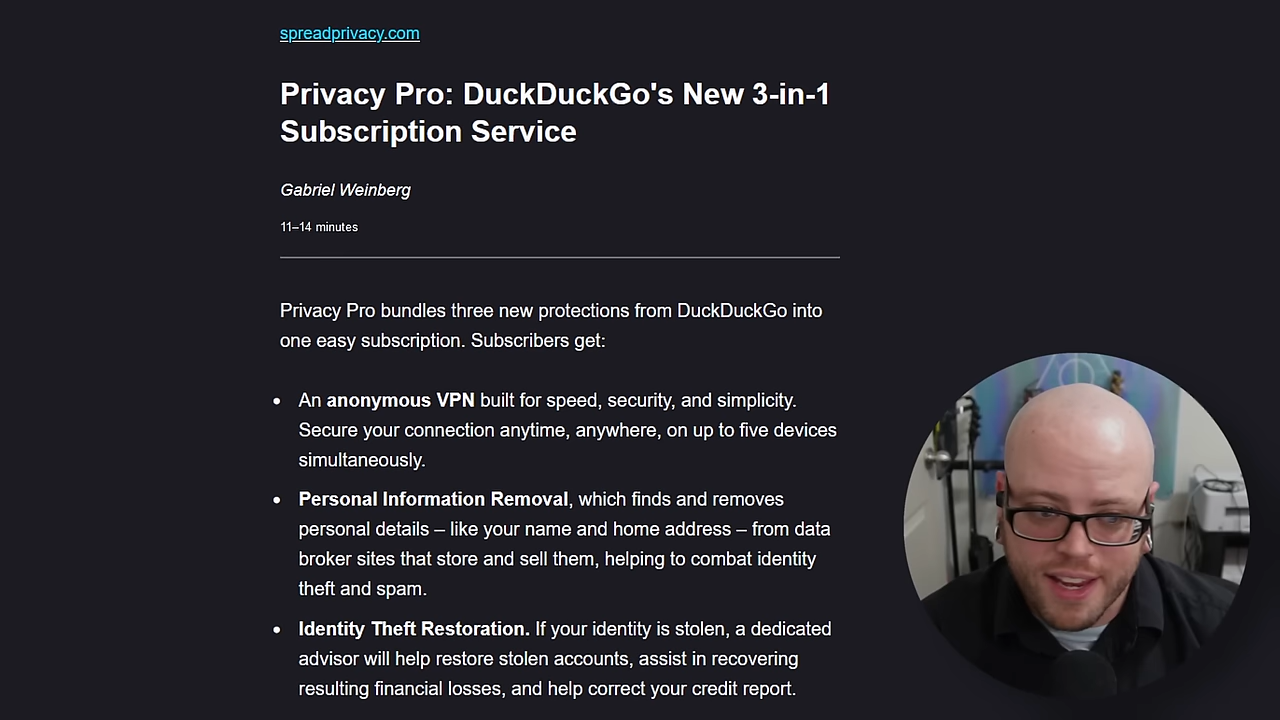 spreadprivacy.com
Privacy Pro: DuckDuckGo's New 3-in-1
Subscription Service
Gabriel Weinberg
11–14 minutes
Privacy Pro bundles three new protections from DuckDuckGo into
one easy subscription. Subscribers get:
• An anonymous VPN built for speed, security, and simplicity.
Secure your connection anytime, anywhere, on up to five devices
simultaneously.
• Personal Information Removal, which finds and removes
personal details – like your name and home address – from data
broker sites that store and sell them, helping to combat identity
theft and spam.
• Identity Theft Restoration. If your identity is stolen, a dedicated
advisor will help restore stolen accounts, assist in recovering
resulting financial losses, and help correct your credit report.